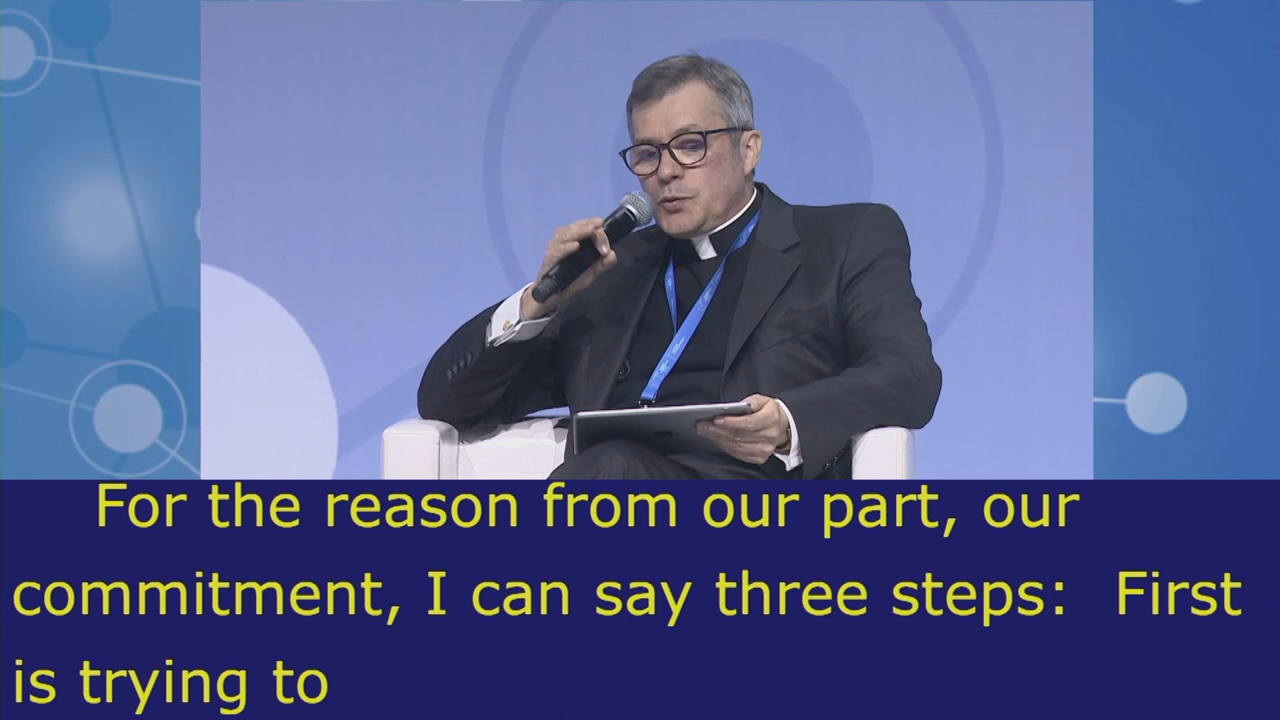 For the reason from our part, our
commitment, I can say three steps:  First
is trying to